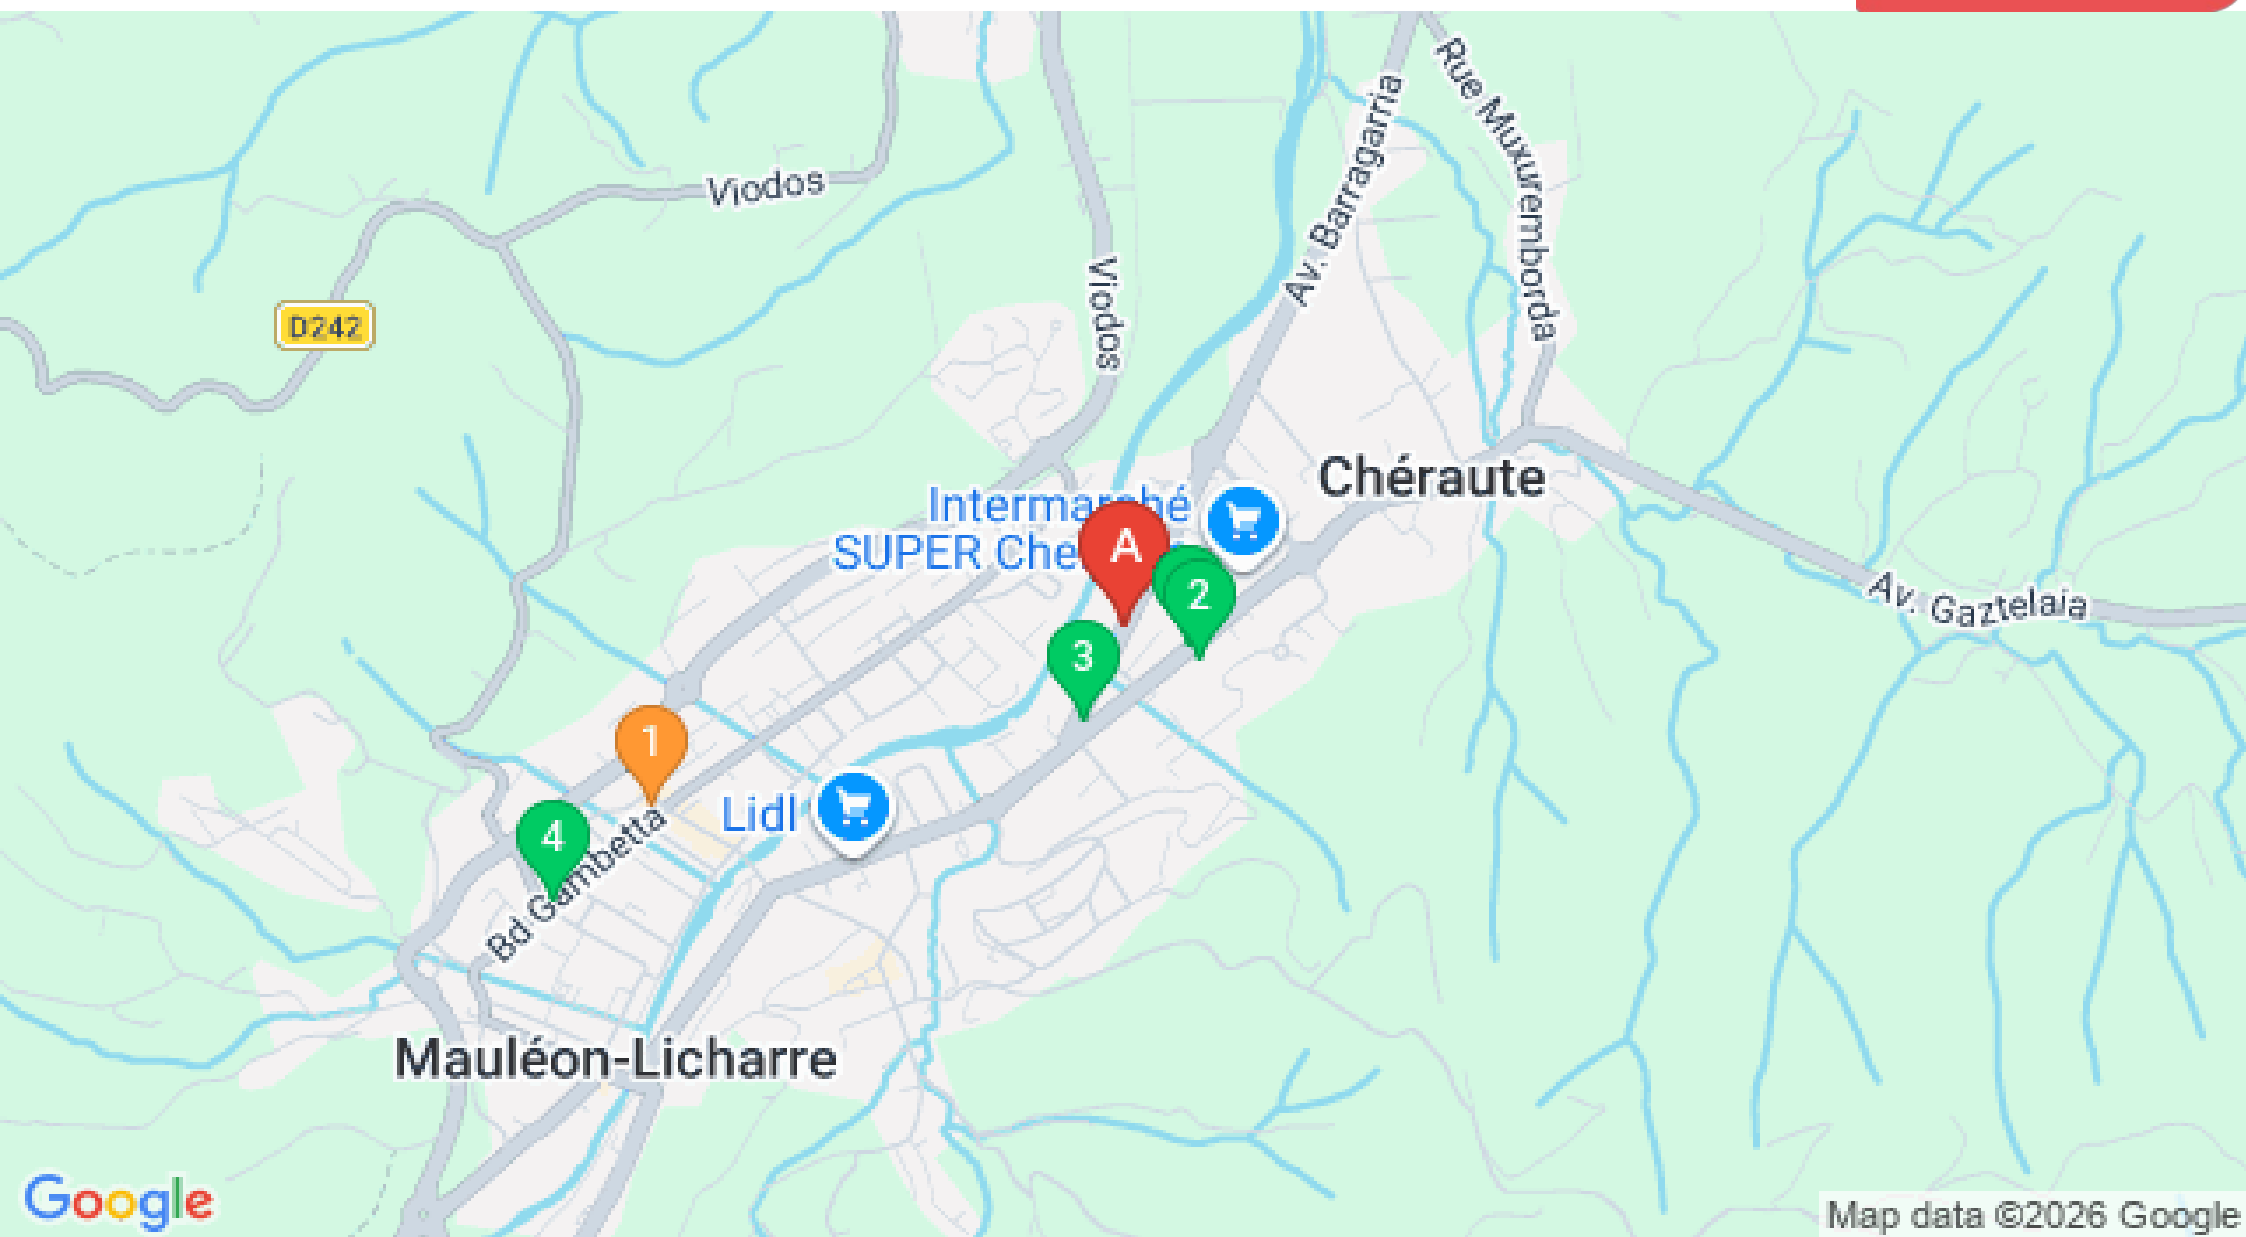 Rue Muxuremborda
Av. Barragarria
Viodos
Viodos
D242
Chéraute
Intermarché
SUPER Che
A
2
Av. Gaztelaia
3
1
Lidl
4
Bd Gambetta
Mauléon-Licharre
Google
Map data ©2026 Google